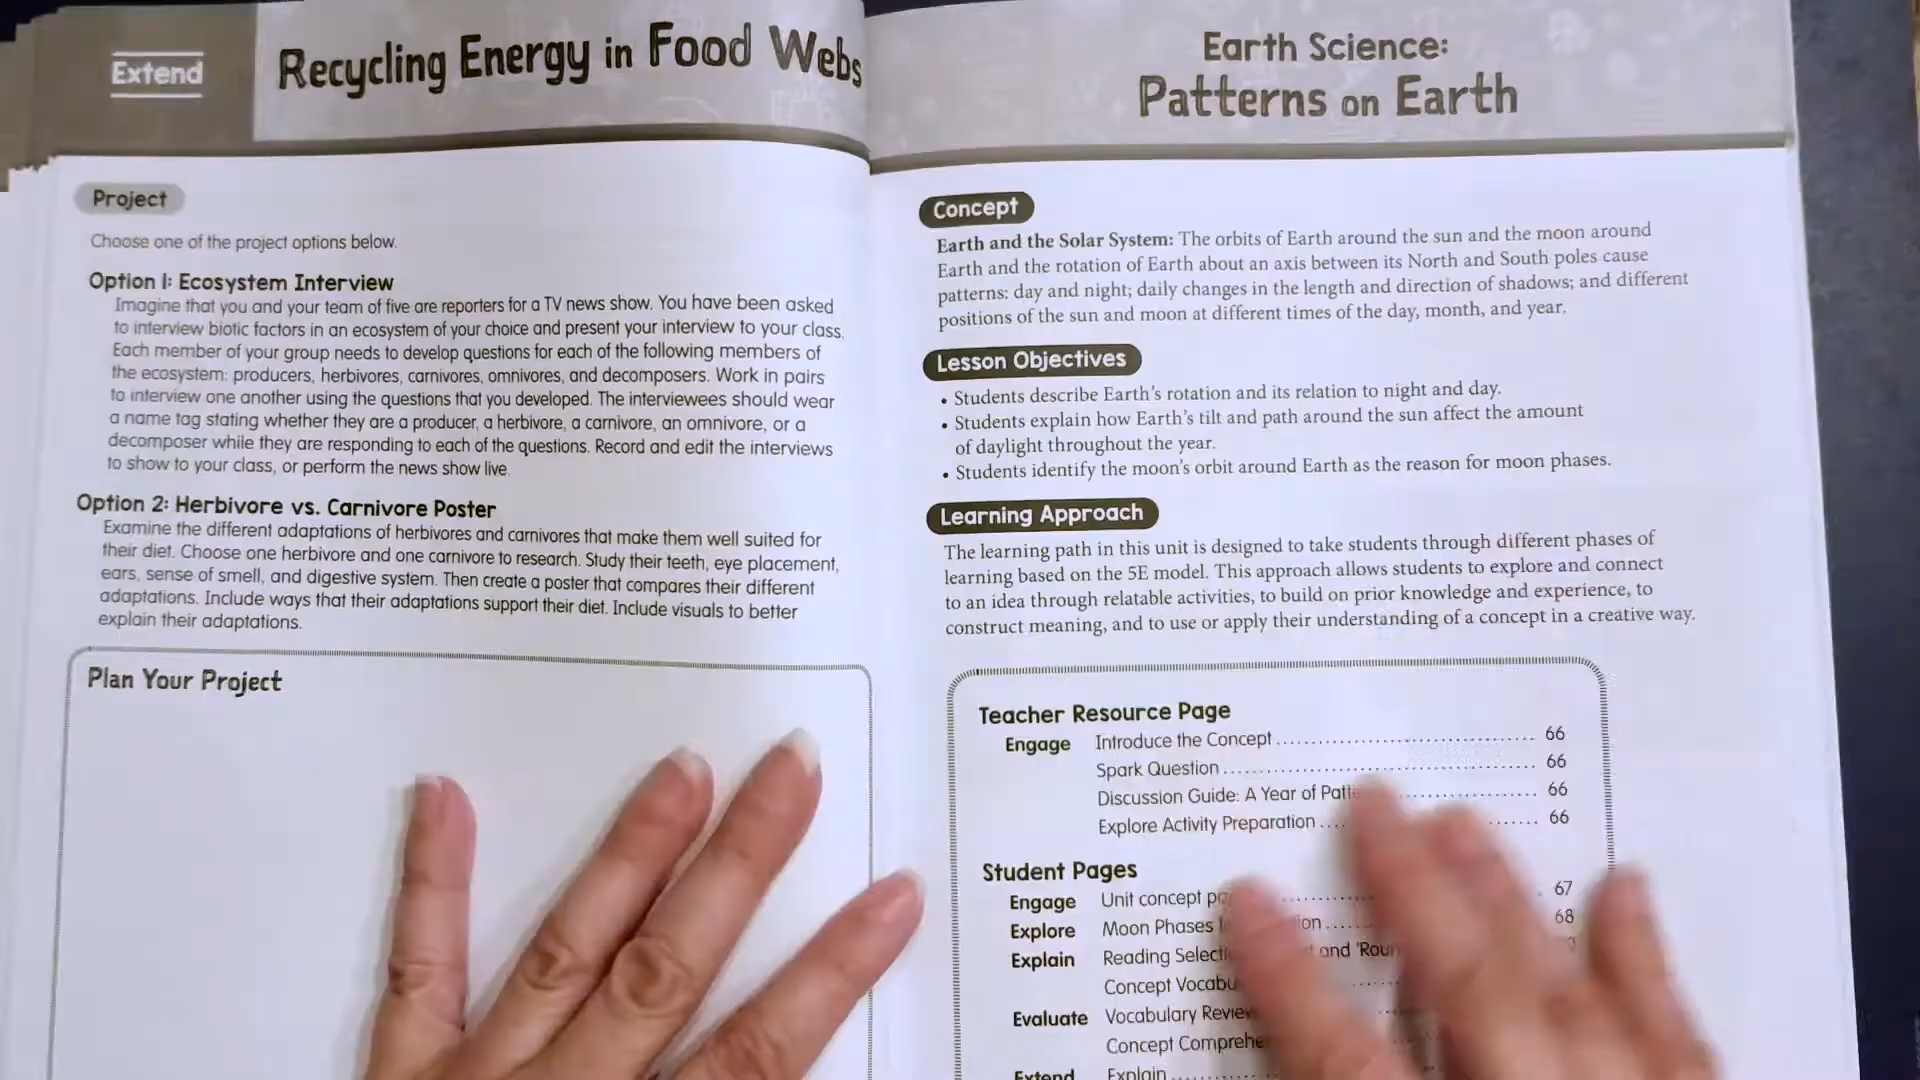 Extend
Recycling Energy in Food Webs
Project
Choose one of the project options below.
Option 1: Ecosystem Interview
Imagine that you and your team of five are reporters for a TV news show. You have been asked
to interview biotic factors in an ecosystem of your choice and present your interview to your class.
Each member of your group needs to develop questions for each of the following members of
the ecosystem: producers, herbivores, carnivores, omnivores, and decomposers. Work in pairs
to interview one another using the questions that you developed. The interviewees should wear
a name tag stating whether they are a producer, a herbivore, a carnivore, an omnivore, or a
decomposer while they are responding to each of the questions. Record and edit the interviews
to show to your class, or perform the news show live.
Option 2: Herbivore vs. Carnivore Poster
Examine the different adaptations of herbivores and carnivores that make them well suited for
their diet. Choose one herbivore and one carnivore to research. Study their teeth, eye placement,
ears, sense of smell, and digestive system. Then create a poster that compares their different
adaptations. Include ways that their adaptations support their diet. Include visuals to better
explain their adaptations.
Plan Your Project
Earth Science:
Patterns on Earth
Concept
Earth and the Solar System: The orbits of Earth around the sun and the moon around
Earth and the rotation of Earth about an axis between its North and South poles cause
patterns: day and night; daily changes in the length and direction of shadows; and different
positions of the sun and moon at different times of the day, month, and year.
Lesson Objectives
• Students describe Earth's rotation and its relation to night and day.
• Students explain how Earth's tilt and path around the sun affect the amount
of daylight throughout the year.
• Students identify the moon's orbit around Earth as the reason for moon phases.
Learning Approach
The learning path in this unit is designed to take students through different phases of
learning based on the 5E model. This approach allows students to explore and connect
to an idea through relatable activities, to build on prior knowledge and experience, to
construct meaning, and to use or apply their understanding of a concept in a creative way.
Teacher Resource Page
Engage Introduce the Concept 66
Spark Question 66
Discussion Guide: A Year of 66
Explore Activity Preparation 66
Student Pages
Engage Unit concept 67
Explore Moon Phases 68
Explain Reading and 'Roun
Concept
Evaluate Vocabulary Review
Concept
Extend Explain